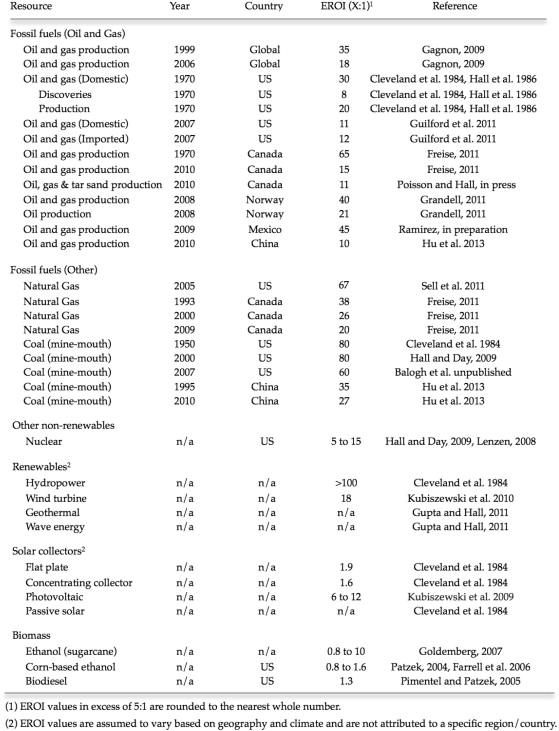 Resource Year Country EROI (X:1)¹ Reference
Fossil fuels (Oil and Gas)
Oil and gas production 1999 Global 35 Gagnon, 2009
Oil and gas production 2006 Global 18 Gagnon, 2009
Oil and gas (Domestic) 1970 US 30 Cleveland et al. 1984, Hall et al. 1986
Discoveries 1970 US 8 Cleveland et al. 1984, Hall et al. 1986
Production 1970 US 20 Cleveland et al. 1984, Hall et al. 1986
Oil and gas (Domestic) 2007 US 11 Guilford et al. 2011
Oil and gas (Imported) 2007 US 12 Guilford et al. 2011
Oil and gas production 1970 Canada 65 Freise, 2011
Oil and gas production 2010 Canada 15 Freise, 2011
Oil, gas & tar sand production 2010 Canada 11 Poisson and Hall, in press
Oil and gas production 2008 Norway 40 Grandell, 2011
Oil production 2008 Norway 21 Grandell, 2011
Oil and gas production 2009 Mexico 45 Ramirez, in preparation
Oil and gas production 2010 China 10 Hu et al. 2013
Fossil fuels (Other)
Natural Gas 2005 US 67 Sell et al. 2011
Natural Gas 1993 Canada 38 Freise, 2011
Natural Gas 2000 Canada 26 Freise, 2011
Natural Gas 2009 Canada 20 Freise, 2011
Coal (mine-mouth) 1950 US 80 Cleveland et al. 1984
Coal (mine-mouth) 2000 US 80 Hall and Day, 2009
Coal (mine-mouth) 2007 US 60 Balogh et al. unpublished
Coal (mine-mouth) 1995 China 35 Hu et al. 2013
Coal (mine-mouth) 2010 China 27 Hu et al. 2013
Other non-renewables
Nuclear n/a US 5 to 15 Hall and Day, 2009, Lenzen, 2008
Renewables²
Hydropower n/a n/a >100 Cleveland et al. 1984
Wind turbine n/a n/a 18 Kubiszewski et al. 2010
Geothermal n/a n/a n/a Gupta and Hall, 2011
Wave energy n/a n/a n/a Gupta and Hall, 2011
Solar collectors²
Flat plate n/a n/a 1.9 Cleveland et al. 1984
Concentrating collector n/a n/a 1.6 Cleveland et al. 1984
Photovoltaic n/a n/a 6 to 12 Kubiszewski et al. 2009
Passive solar n/a n/a n/a Cleveland et al. 1984
Biomass
Ethanol (sugarcane) n/a n/a 0.8 to 10 Goldemberg, 2007
Corn-based ethanol n/a US 0.8 to 1.6 Patzek, 2004, Farrell et al. 2006
Biodiesel n/a US 1.3 Pimentel and Patzek, 2005
(1) EROI values in excess of 5:1 are rounded to the nearest whole number.
(2) EROI values are assumed to vary based on geography and climate and are not attributed to a specific region/country.